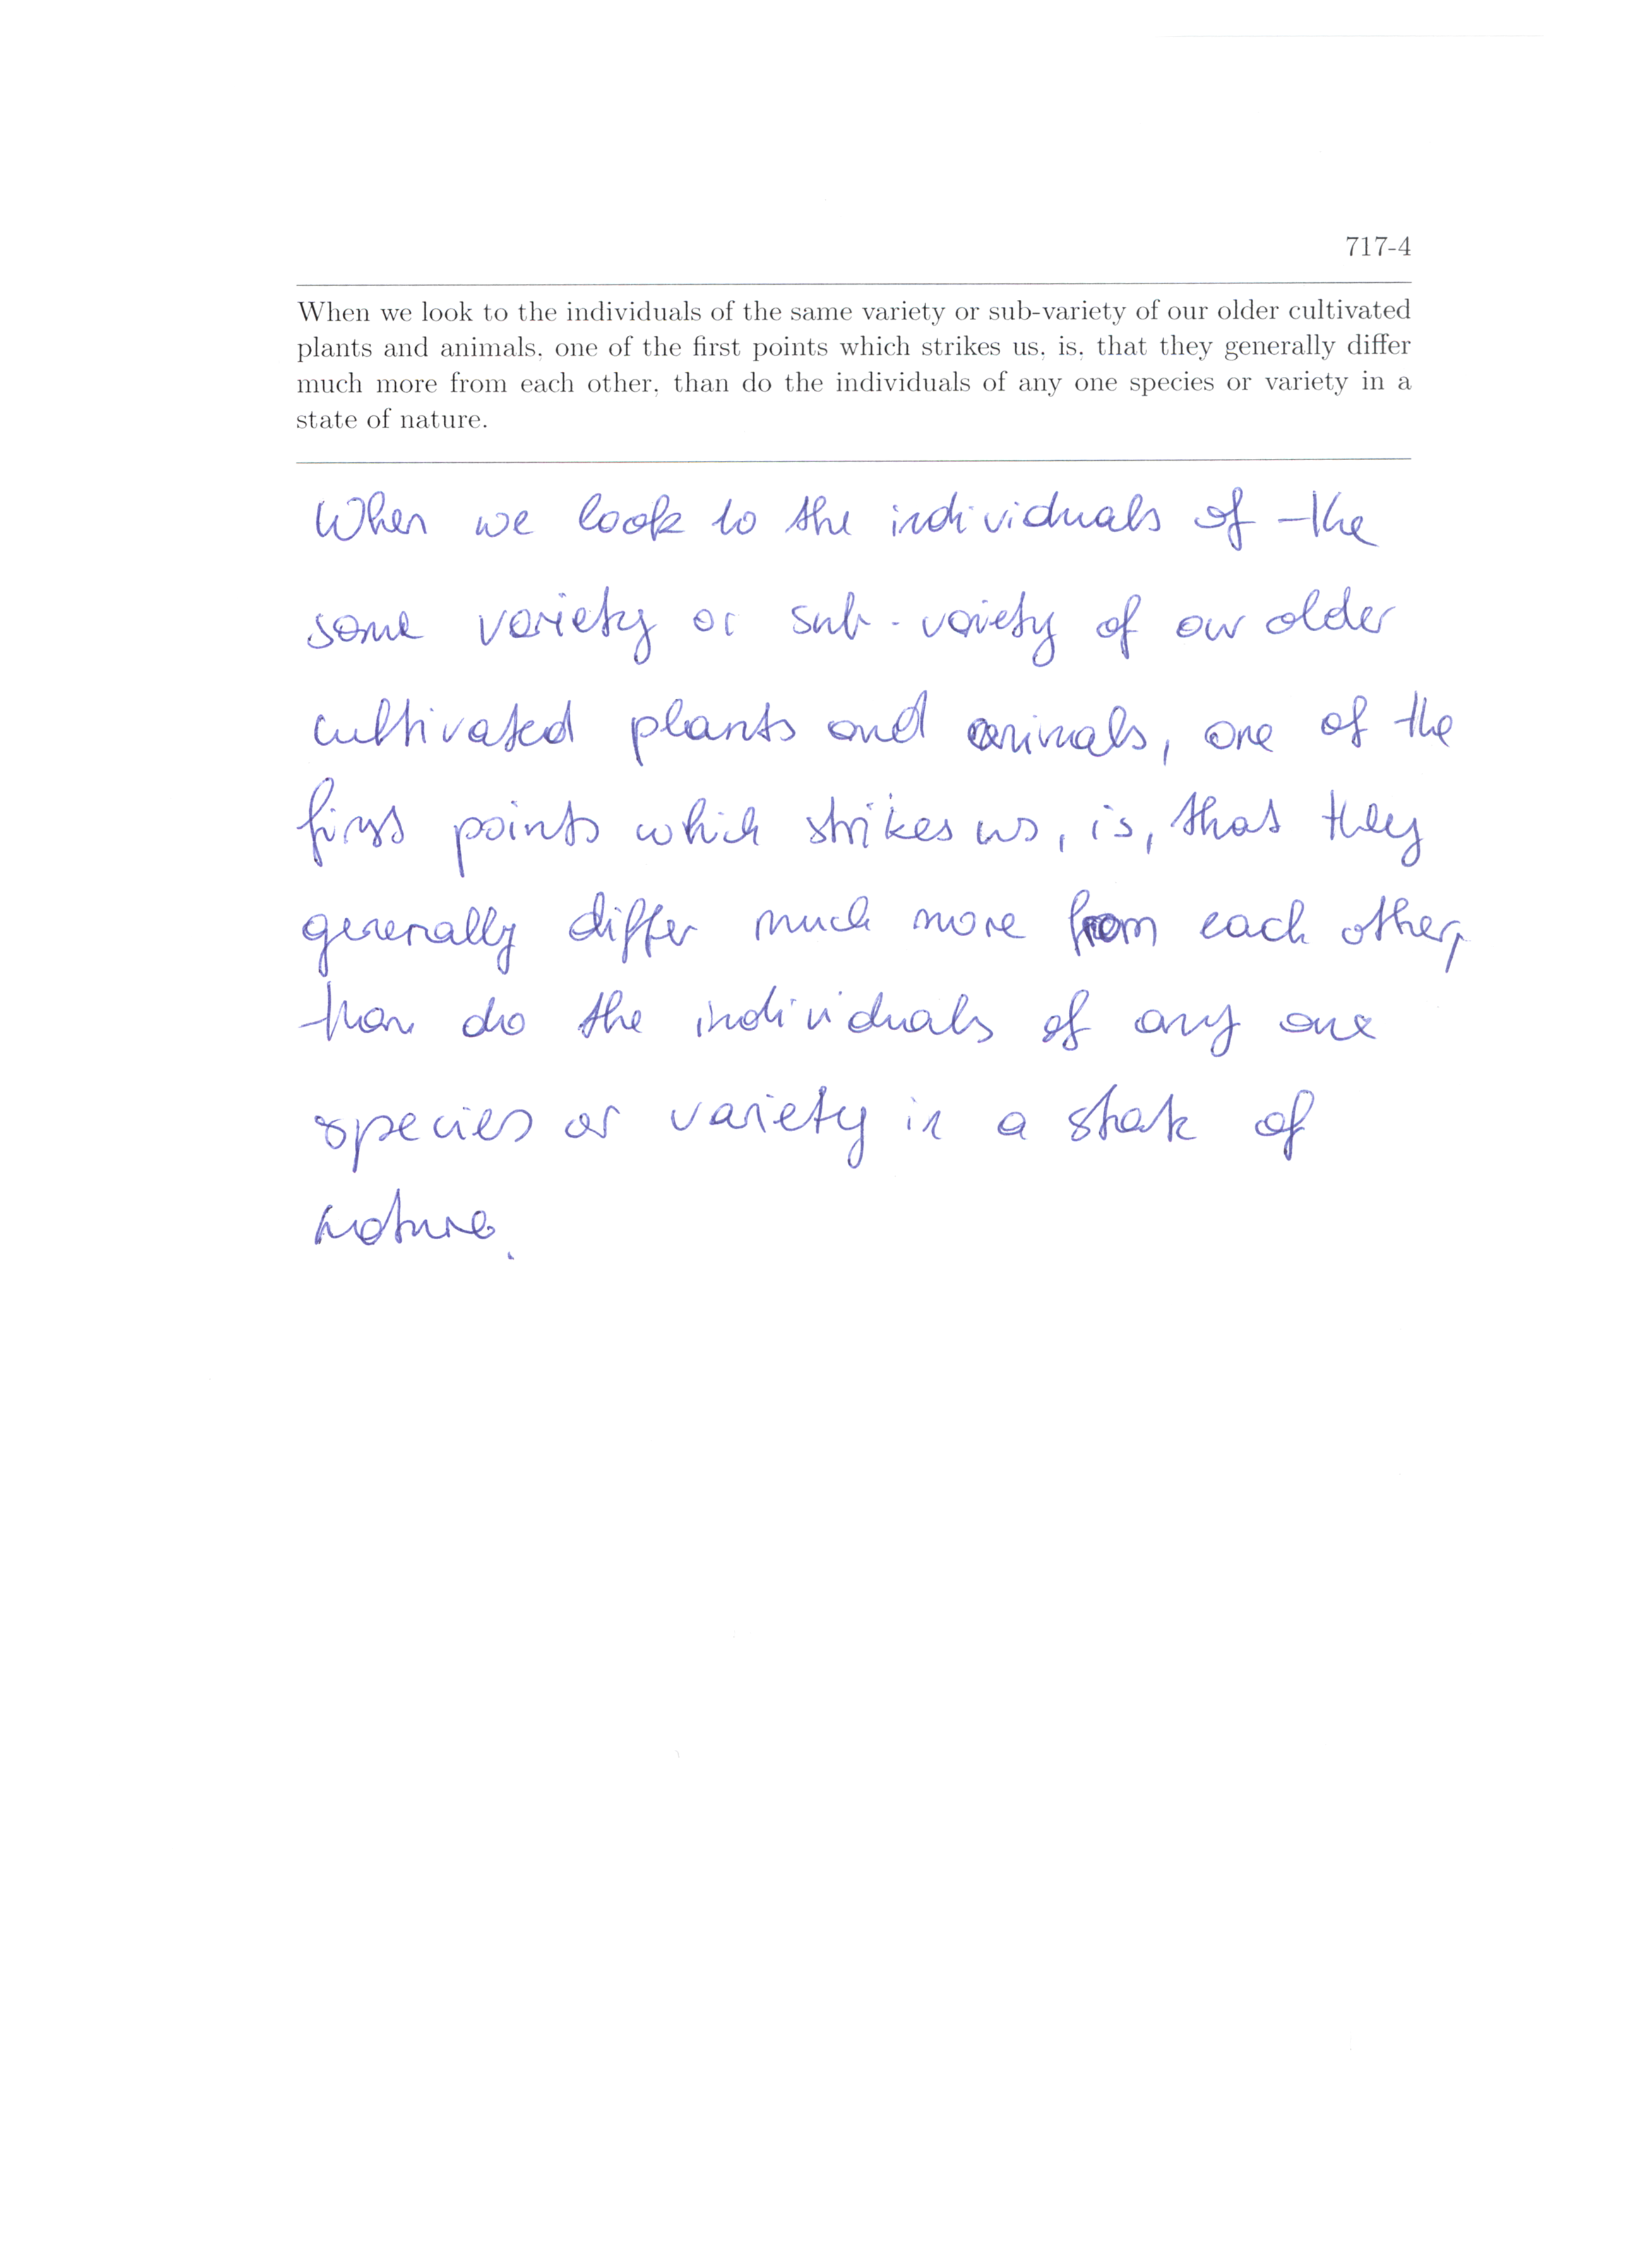 717-4
When we look to the individuals of the same variety or sub-variety of our older cultivated
plants and animals, one of the first points which strikes us, is, that they generally differ
much more from each other, than do the individuals of any one species or variety in a
state of nature.
When we look to the individuals of the
same variety or sub-variety of our older
cultivated plants and animals, one of the
first points which strikes us, is, that they
generally differ much more from each other,
than do the individuals of any one
species or variety in a state of
nature.